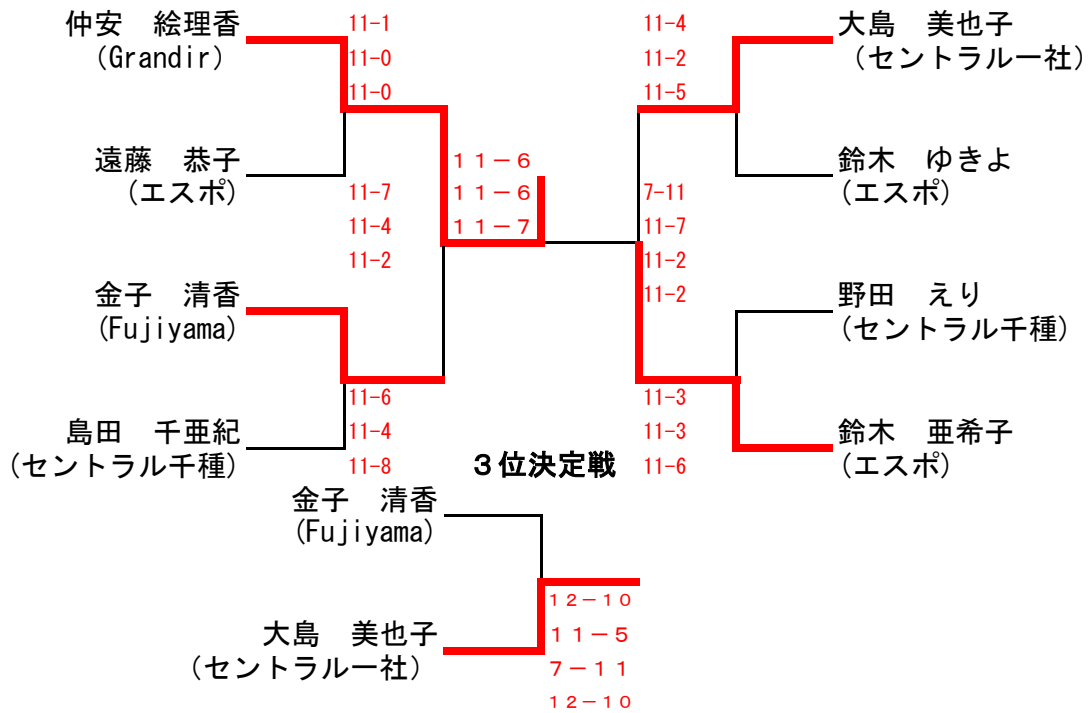 仲安　絵理香
(Grandir)
11-1
11-0
11-0
遠藤　恭子
(エスポ)
11-7
11-4
11-2
金子　清香
(Fujiyama)
11-6
11-4
11-8
島田　千亜紀
(セントラル千種)
１１－６
１１－６
１１－７
11-4
11-2
11-5
大島　美也子
(セントラル一社)
鈴木　ゆきよ
(エスポ)
7-11
11-7
11-2
11-2
野田　えり
(セントラル千種)
11-3
11-3
11-6
鈴木　亜希子
(エスポ)
３位決定戦
金子　清香
(Fujiyama)
大島　美也子
(セントラル一社)
１２－１０
１１－５
７－１１
１２－１０